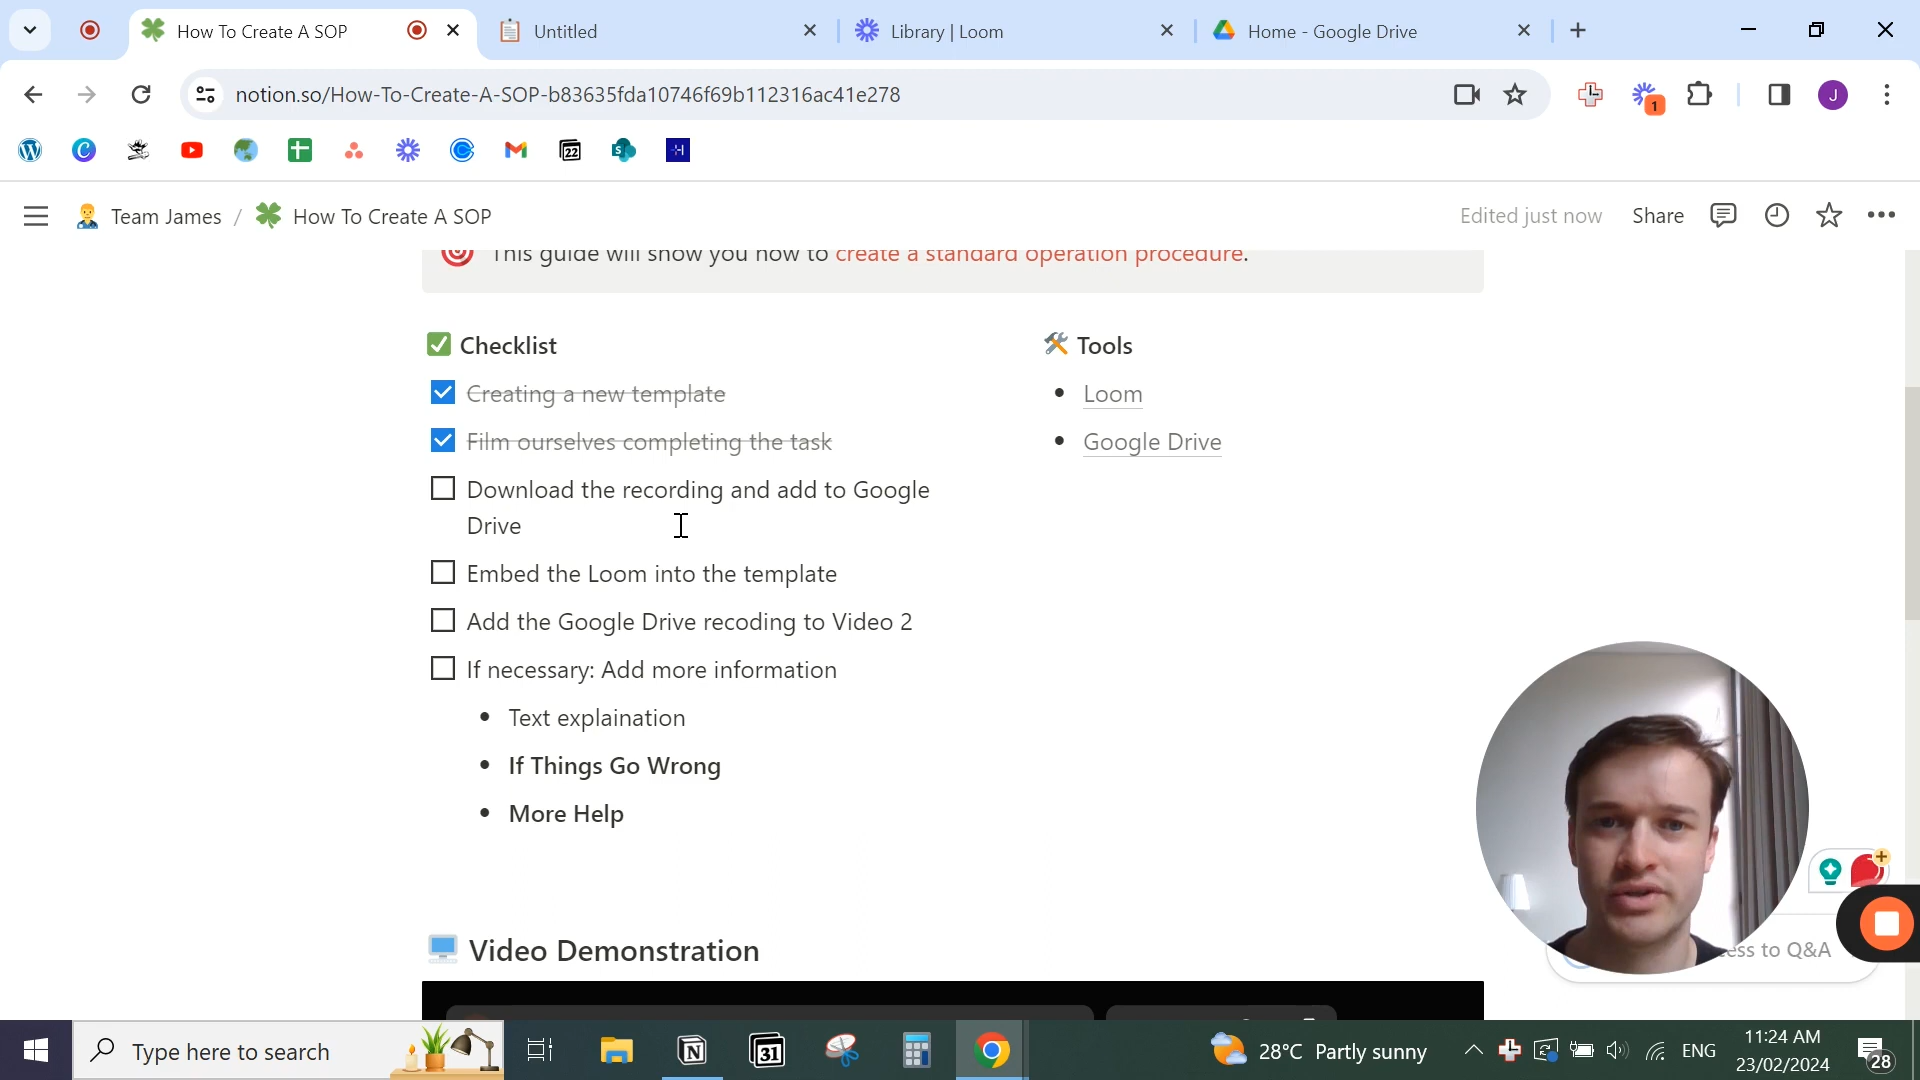 How To Create A SOP
Untitled
Library | Loom
Home - Google Drive
notion.so/How-To-Create-A-SOP-b83635fda10746f69b112316ac41e278
1
J
22
Team James / How To Create A SOP
Edited just now
Share
This guide will show you how to create a standard operation procedure.
Checklist
Creating a new template
Film ourselves completing the task
Download the recording and add to Google
Drive
Embed the Loom into the template
Add the Google Drive recoding to Video 2
If necessary: Add more information
Text explaination
If Things Go Wrong
More Help
Tools
Loom
Google Drive
Video Demonstration
ess to Q&A
Type here to search
31
28°C Partly sunny
ENG
11:24 AM
23/02/2024
28